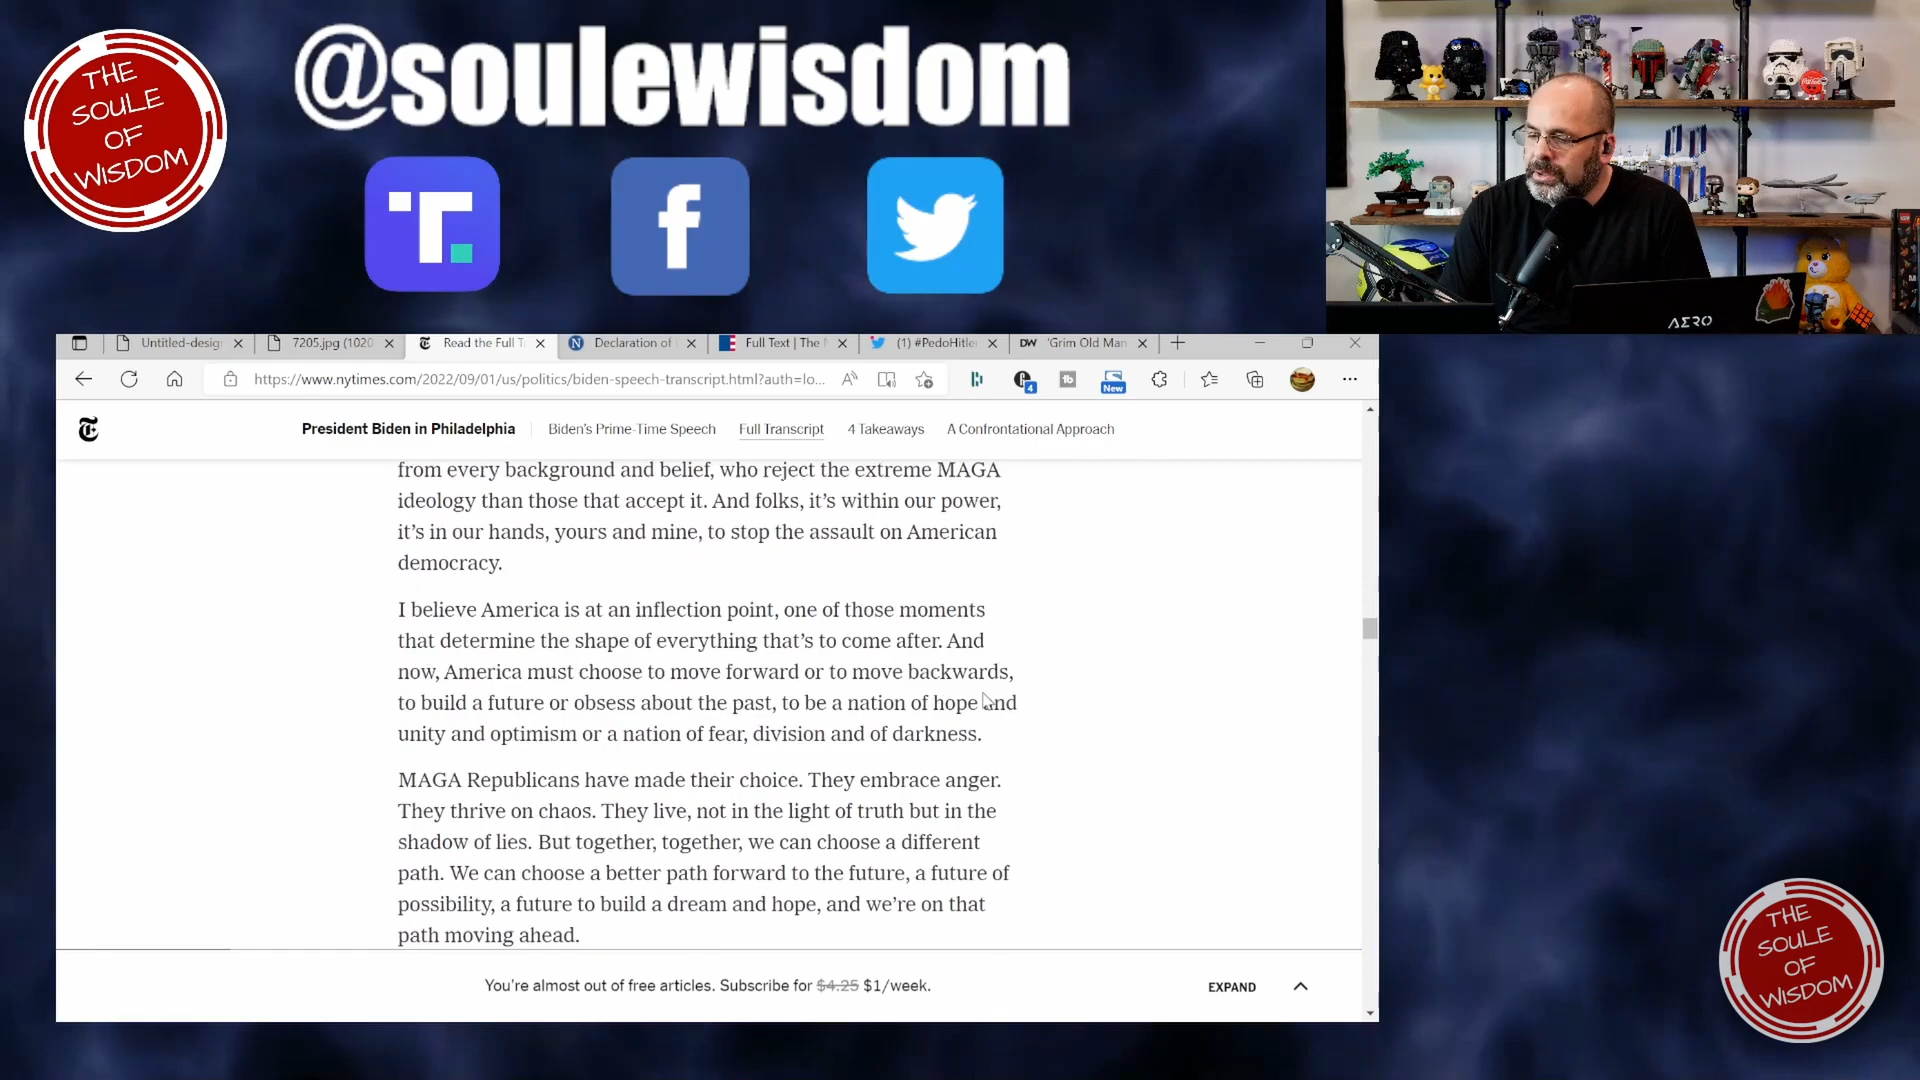 THE
SOULE
OF
WISDOM
@soulewisdom
T.
f
Untitled-desig
7205.jpg (1020
Read the Full T
Declaration of
Full Text | The
(1) #PedoHitle
'Grim Old Man
https://www.nytimes.com/2022/09/01/us/politics/biden-speech-transcript.html?auth=lo...
4
New
President Biden in Philadelphia
Biden's Prime-Time Speech
Full Transcript
4 Takeaways
A Confrontational Approach
from every background and belief, who reject the extreme MAGA
ideology than those that accept it. And folks, it's within our power,
it's in our hands, yours and mine, to stop the assault on American
democracy.
I believe America is at an inflection point, one of those moments
that determine the shape of everything that's to come after. And
now, America must choose to move forward or to move backwards,
to build a future or obsess about the past, to be a nation of hope and
unity and optimism or a nation of fear, division and of darkness.
MAGA Republicans have made their choice. They embrace anger.
They thrive on chaos. They live, not in the light of truth but in the
shadow of lies. But together, together, we can choose a different
path. We can choose a better path forward to the future, a future of
possibility, a future to build a dream and hope, and we're on that
path moving ahead.
You're almost out of free articles. Subscribe for $4.25 $1/week.
EXPAND
AERO
THE
SOULE
OF
WISDOM